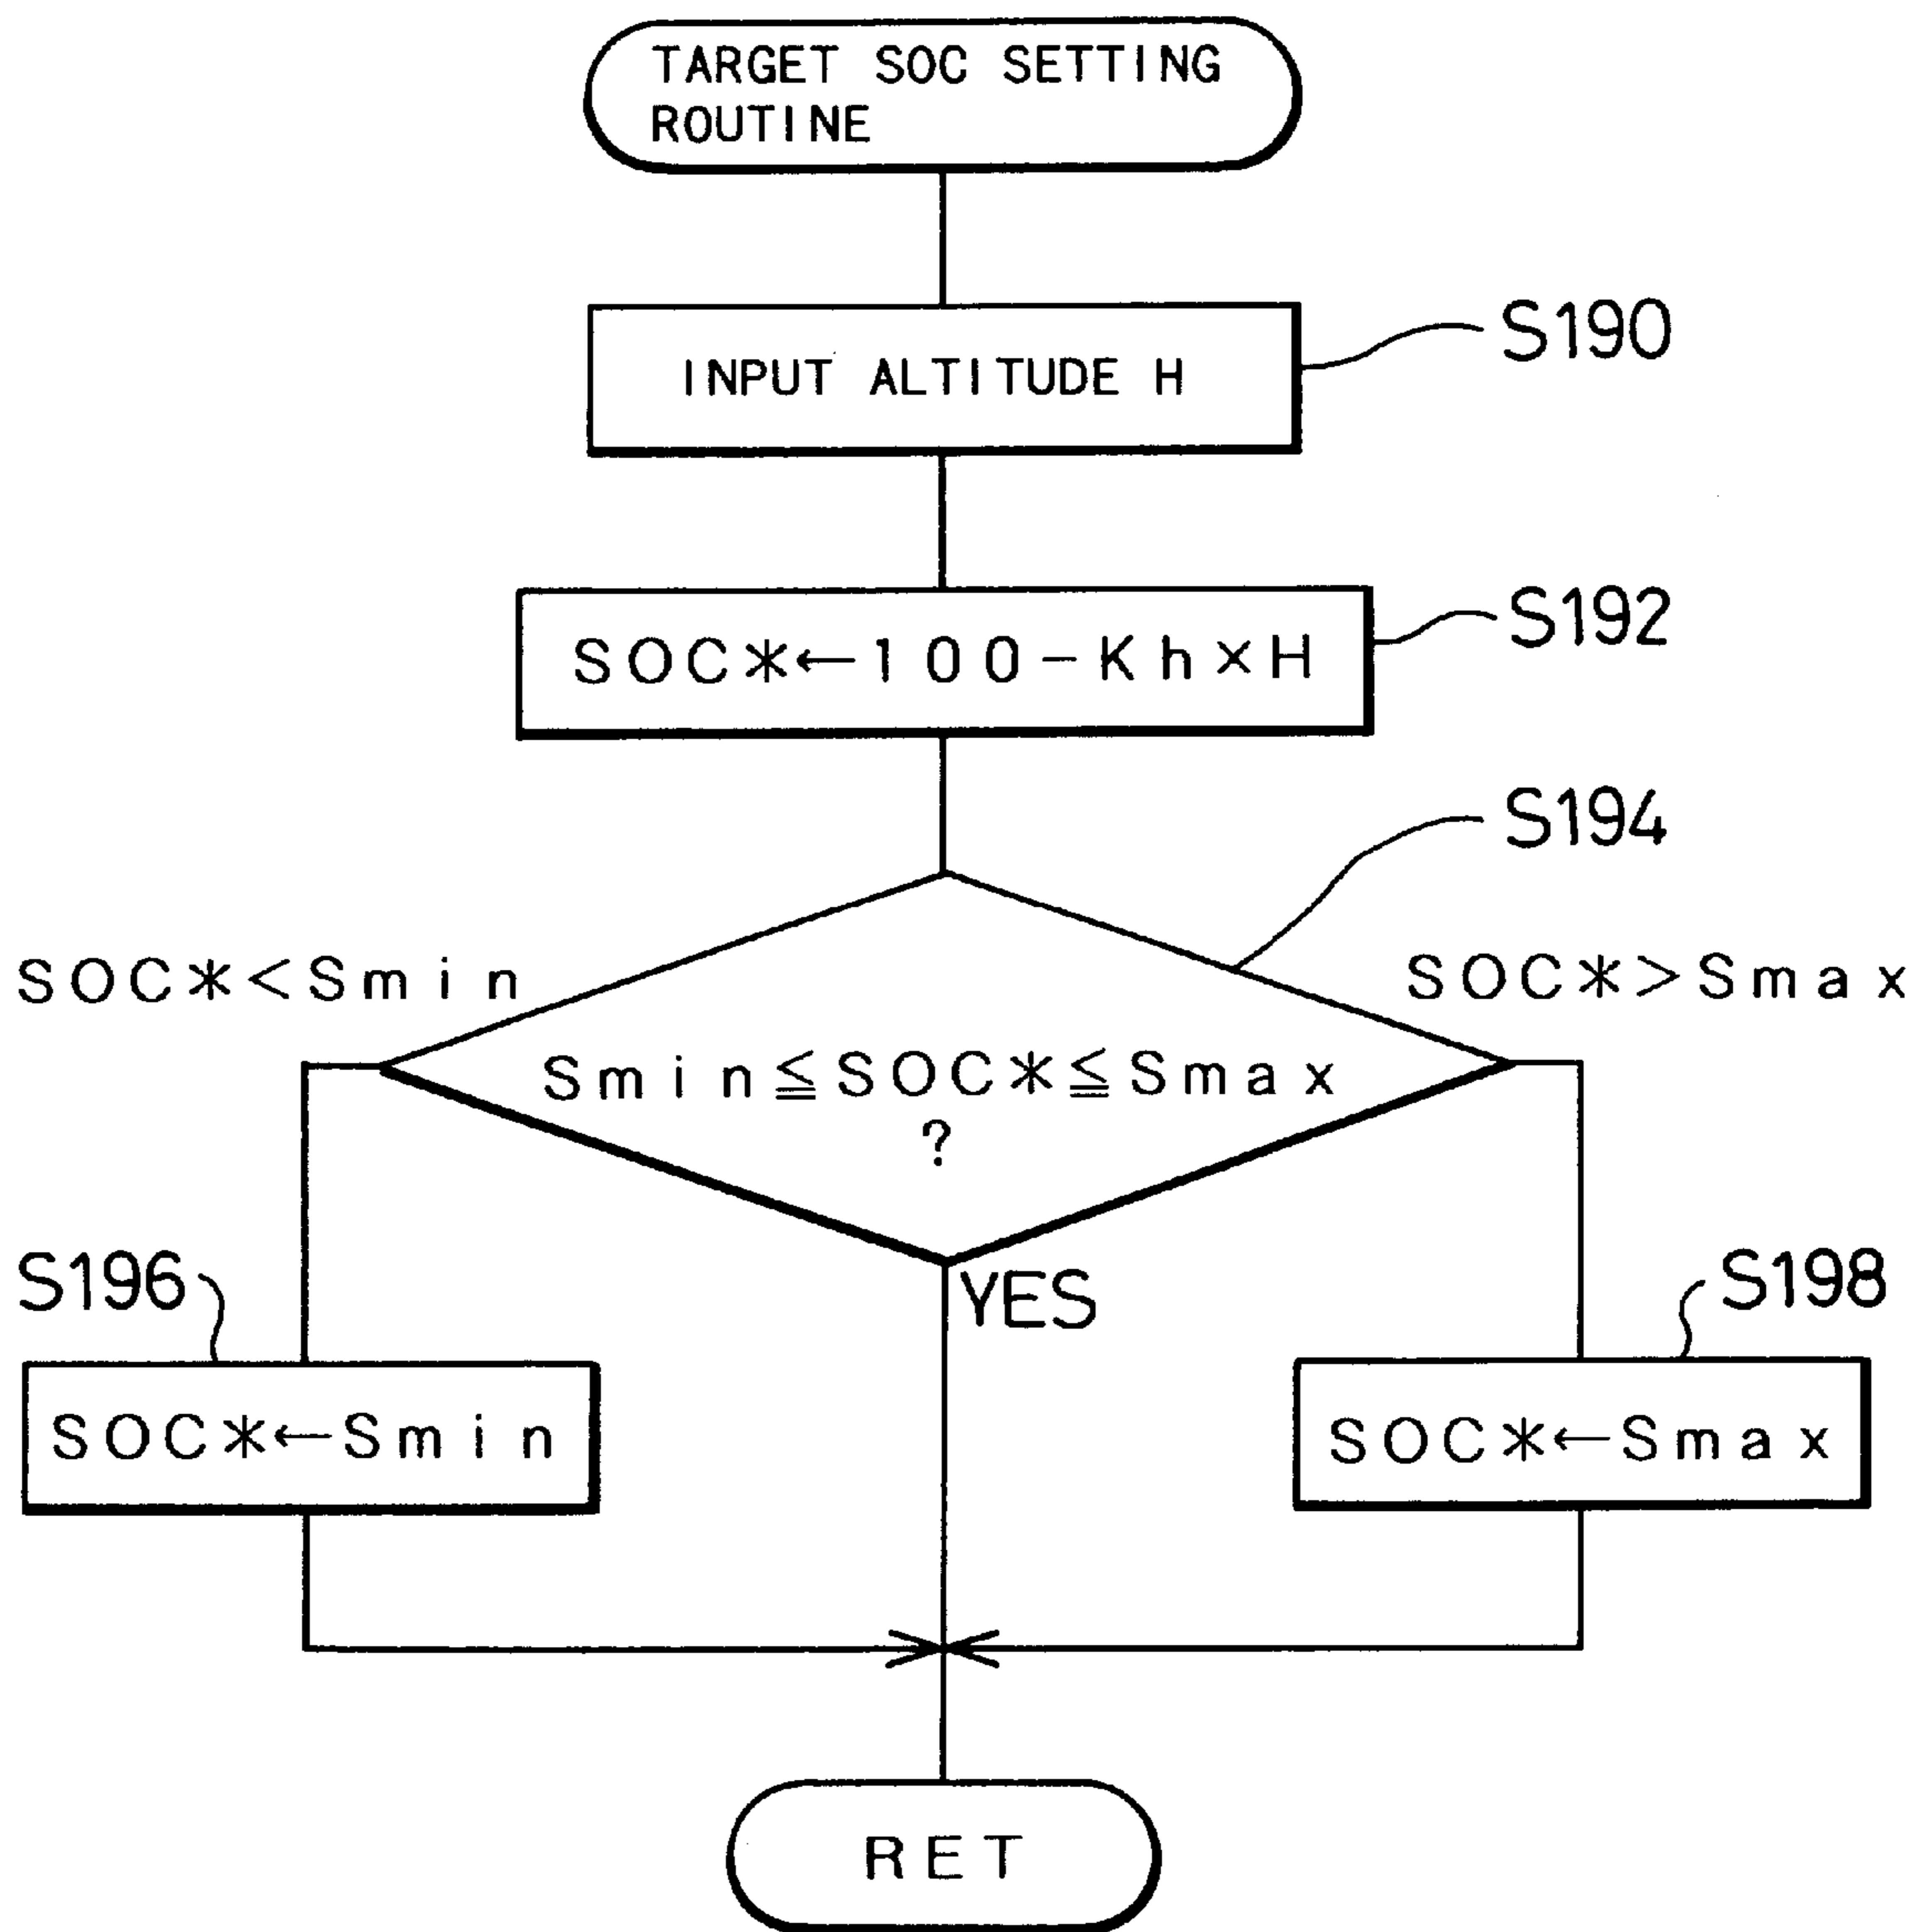 TARGET SOC SETTING
ROUTINE
INPUT ALTITUDE H
S190
SOC*←100-Kh×H
S192
S194
SOC*<Smin
SOC*>Smax
Smin≦SOC*≦Smax
?
YES
S196
S198
SOC*←Smin
SOC*←Smax
RET